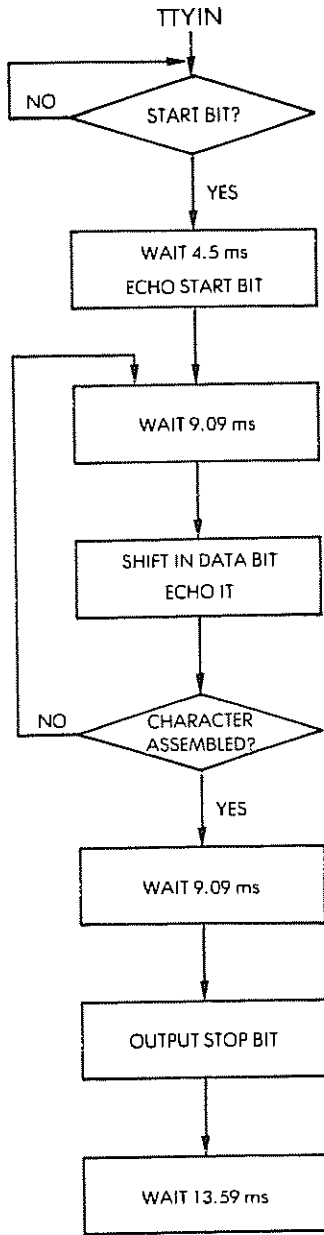 TTYIN
START BIT?
NO
YES
WAIT 4.5 ms
ECHO START BIT
WAIT 9.09 ms
SHIFT IN DATA BIT
ECHO IT
NO
CHARACTER
ASSEMBLED?
YES
WAIT 9.09 ms
OUTPUT STOP BIT
WAIT 13.59 ms